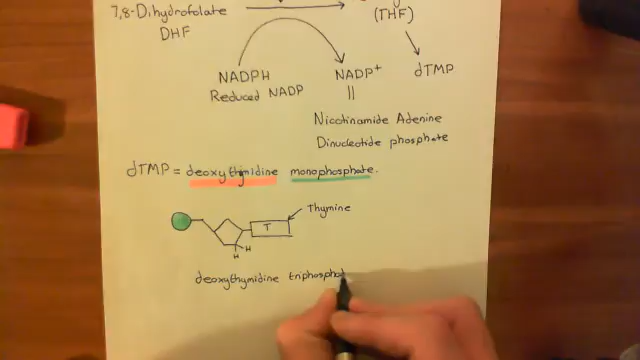 7,8-Dihydrofolate
DHF
(THF)
NADPH
Reduced NADP
NADP+
dTMP
Nicotinamide Adenine
Dinucleotide phosphate
dTMP = deoxythymidine monophosphate.
Thymine
T
H
H
deoxythymidine triphosphat